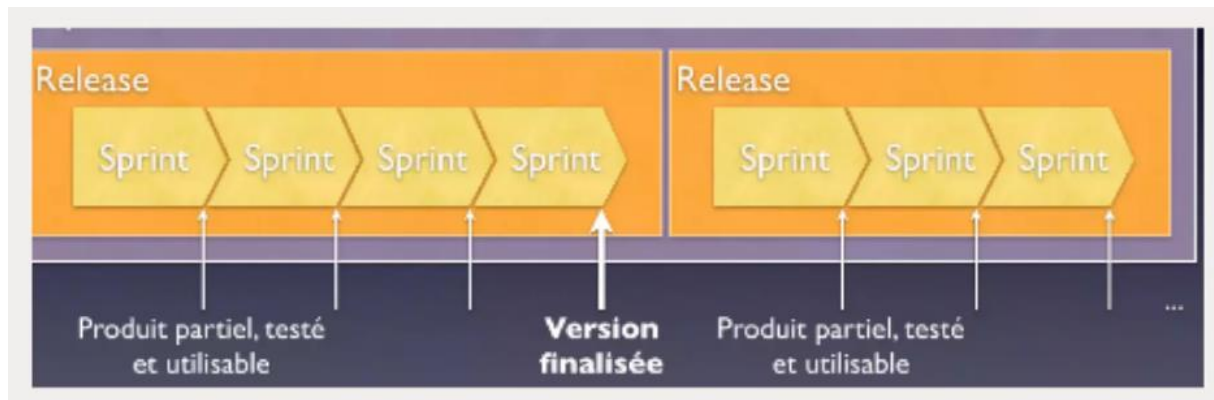 Release
Sprint
Sprint
Sprint
Sprint
Produit partiel, testé
et utilisable
Version
finalisée
Release
Sprint
Sprint
Sprint
Produit partiel, testé
et utilisable
...